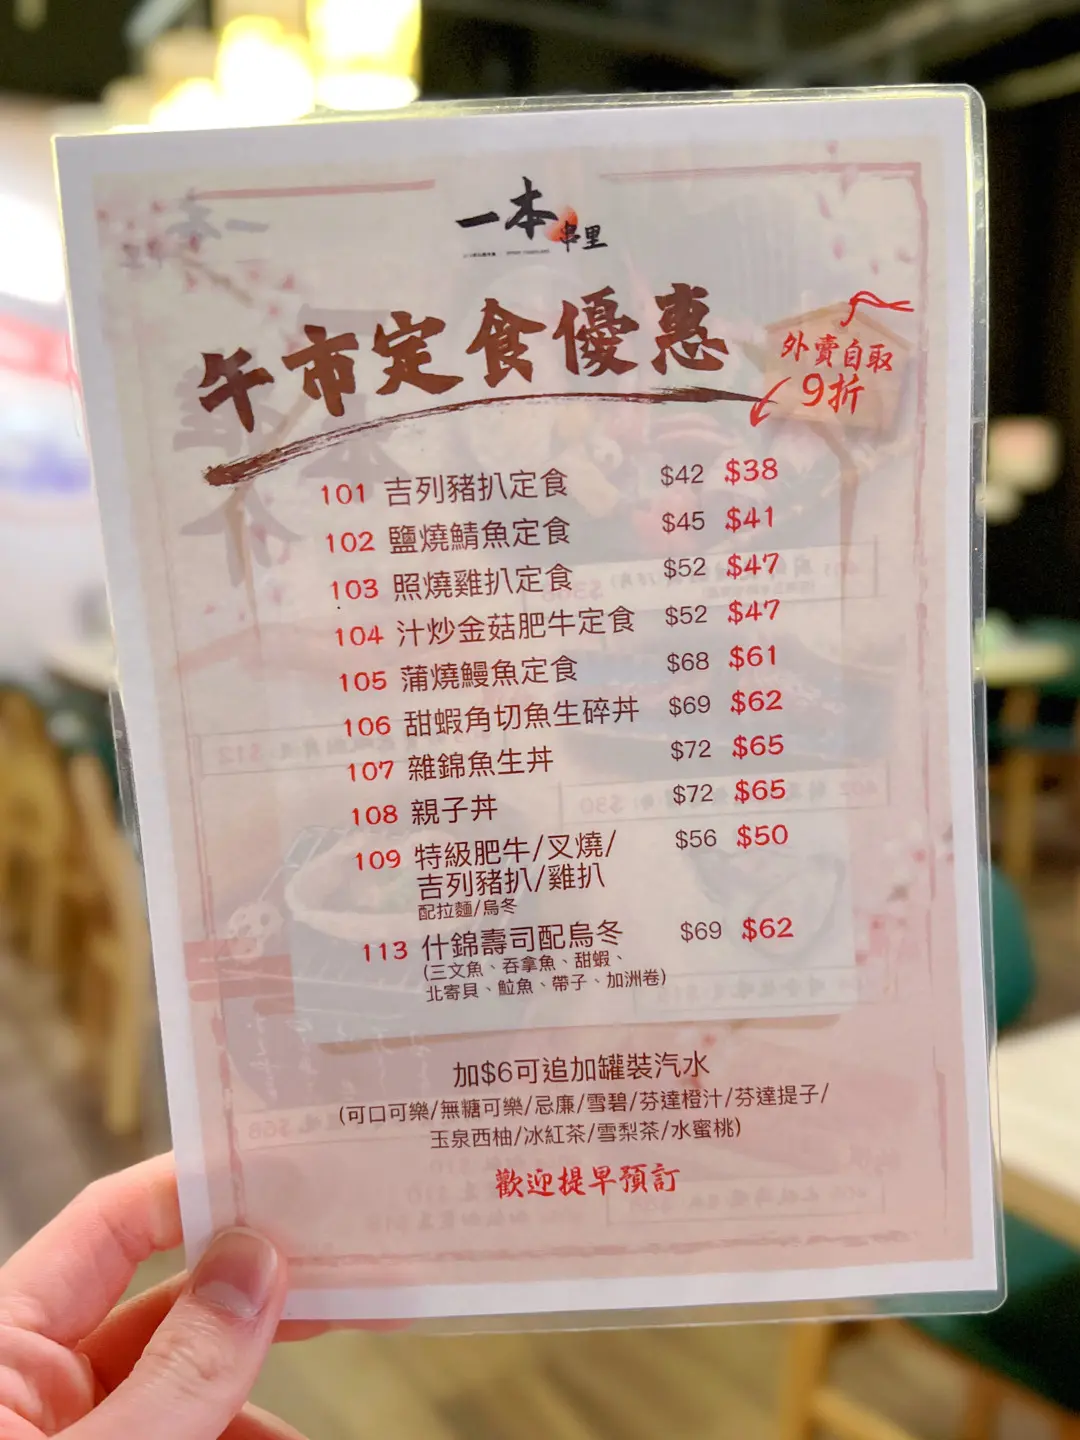 一本串里
午市定食優惠
外賣自取
9折
101 吉列豬扒定食 $42 $38
102 鹽燒鯖魚定食 $45 $41
103 照燒雞扒定食 $52 $47
104 汁炒金菇肥牛定食 $52 $47
105 蒲燒鰻魚定食 $68 $61
106 甜蝦角切魚生碎丼 $69 $62
107 雜錦魚生丼 $72 $65
108 親子丼 $72 $65
109 特級肥牛/叉燒/ $56 $50
吉列豬扒/雞扒
配拉麵/烏冬
113 什錦壽司配烏冬 $69 $62
(三文魚、吞拿魚、甜蝦、
北寄貝、鮋魚、帶子、加洲卷)
加$6可追加罐裝汽水
(可口可樂/無糖可樂/忌廉/雪碧/芬達橙汁/芬達提子/
玉泉西柚/冰紅茶/雪梨茶/水蜜桃)
歡迎提早預訂